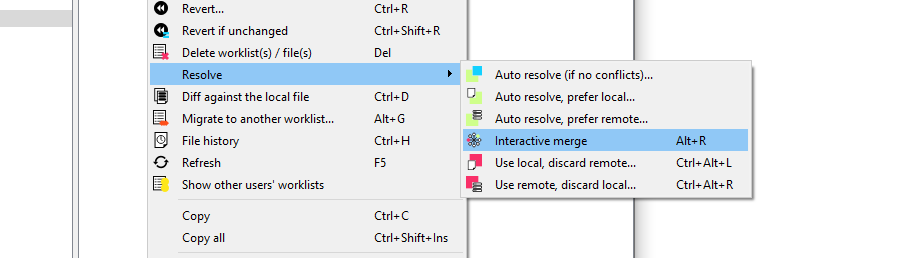 Revert... Ctrl+R
Revert if unchanged Ctrl+Shift+R
Delete worklist(s) / file(s) Del
Resolve
Auto resolve (if no conflicts)...
Diff against the local file Ctrl+D
Auto resolve, prefer local...
Migrate to another worklist... Alt+G
Auto resolve, prefer remote...
File history Ctrl+H
Interactive merge Alt+R
Refresh F5
Use local, discard remote... Ctrl+Alt+L
Show other users' worklists
Use remote, discard local... Ctrl+Alt+R
Copy Ctrl+C
Copy all Ctrl+Shift+Ins